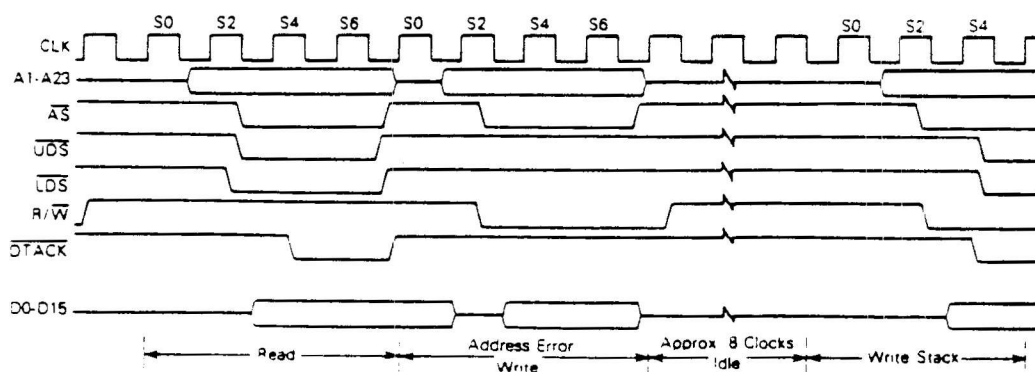 S0 S2 S4 S6 S0 S2 S4 S6 S0 S2 S4
CLK
A1-A23
AS
UDS
LDS
R/W
DTACK
D0-D15
Read
Address Error
Write
Approx. 8 Clocks
Idle
Write Stack